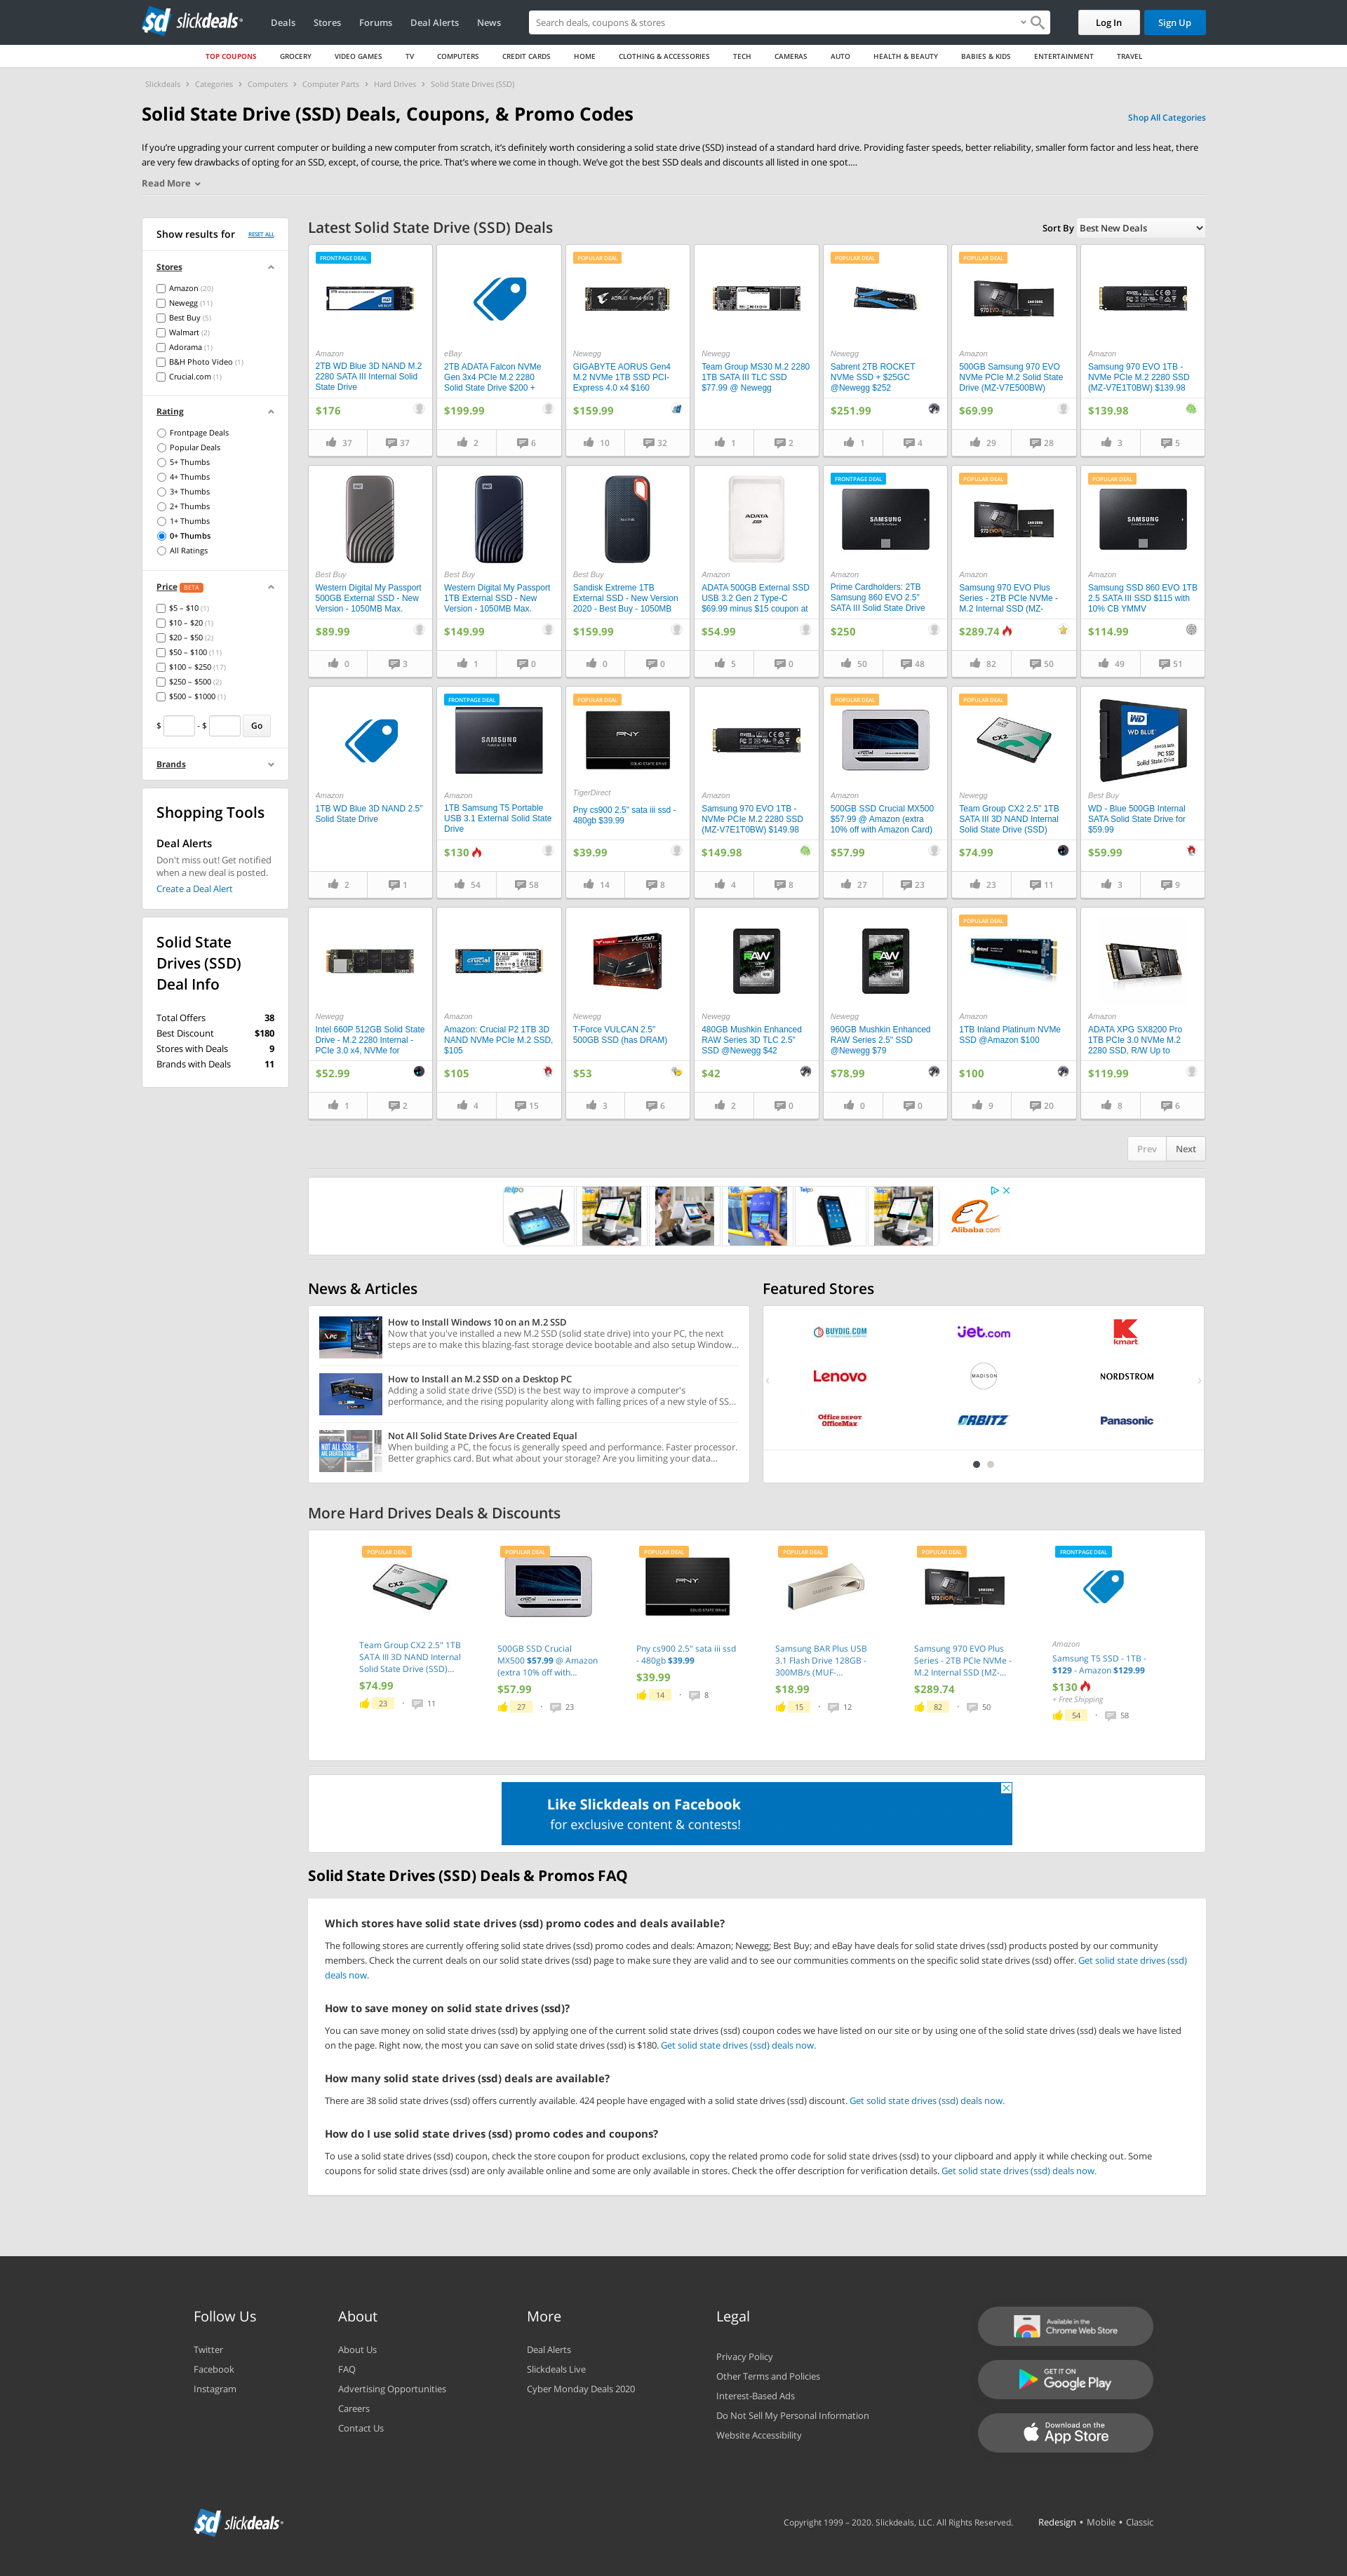 slickdeals
Deals Stores Forums Deal Alerts News
Search deals, coupons & stores
Log In
Sign Up
TOP COUPONS GROCERY VIDEO GAMES TV COMPUTERS CREDIT CARDS HOME CLOTHING & ACCESSORIES TECH CAMERAS AUTO HEALTH & BEAUTY BABIES & KIDS ENTERTAINMENT TRAVEL
Slickdeals > Categories > Computers > Computer Parts > Hard Drives > Solid State Drives (SSD)
Solid State Drive (SSD) Deals, Coupons, & Promo Codes
Shop All Categories
If you’re upgrading your current computer or building a new computer from scratch, it’s definitely worth considering a solid state drive (SSD) instead of a standard hard drive. Providing faster speeds, better reliability, smaller form factor and less heat, there
are very few drawbacks of opting for an SSD, except, of course, the price. That’s where we come in though. We’ve got the best SSD deals and discounts all listed in one spot....
Read More
Show results for RESET ALL
Stores
Amazon (20)
Newegg (11)
Best Buy (5)
Walmart (2)
Adorama (1)
B&H Photo Video (1)
Crucial.com (1)
Rating
Frontpage Deals
Popular Deals
5+ Thumbs
4+ Thumbs
3+ Thumbs
2+ Thumbs
1+ Thumbs
0+ Thumbs
All Ratings
Price BETA
$5 – $10 (1)
$10 – $20 (1)
$20 – $50 (2)
$50 – $100 (11)
$100 – $250 (17)
$250 – $500 (2)
$500 – $1000 (1)
$ - $ Go
Brands
Shopping Tools
Deal Alerts
Don't miss out! Get notified
when a new deal is posted.
Create a Deal Alert
Solid State
Drives (SSD)
Deal Info
Total Offers 38
Best Discount $180
Stores with Deals 9
Brands with Deals 11
Latest Solid State Drive (SSD) Deals
Sort By Best New Deals
FRONTPAGE DEAL
Amazon
2TB WD Blue 3D NAND M.2
2280 SATA III Internal Solid
State Drive
$176
37 37
eBay
2TB ADATA Falcon NVMe
Gen 3x4 PCIe M.2 2280
Solid State Drive $200 +
$199.99
2 6
POPULAR DEAL
Newegg
GIGABYTE AORUS Gen4
M.2 NVMe 1TB SSD PCI-
Express 4.0 x4 $160
$159.99
10 32
Newegg
Team Group MS30 M.2 2280
1TB SATA III TLC SSD
$77.99 @ Newegg
1 2
POPULAR DEAL
Newegg
Sabrent 2TB ROCKET
NVMe SSD + $25GC
@Newegg $252
$251.99
1 4
POPULAR DEAL
Amazon
500GB Samsung 970 EVO
NVMe PCIe M.2 Solid State
Drive (MZ-V7E500BW)
$69.99
29 28
Amazon
Samsung 970 EVO 1TB -
NVMe PCIe M.2 2280 SSD
(MZ-V7E1T0BW) $139.98
$139.98
3 5
Best Buy
Western Digital My Passport
500GB External SSD - New
Version - 1050MB Max.
$89.99
0 3
Best Buy
Western Digital My Passport
1TB External SSD - New
Version - 1050MB Max.
$149.99
1 0
Best Buy
Sandisk Extreme 1TB
External SSD - New Version
2020 - Best Buy - 1050MB
$159.99
0 0
ADATA
Amazon
ADATA 500GB External SSD
USB 3.2 Gen 2 Type-C
$69.99 minus $15 coupon at
$54.99
5 0
FRONTPAGE DEAL
SAMSUNG
Amazon
Prime Cardholders: 2TB
Samsung 860 EVO 2.5"
SATA III Solid State Drive
$250
50 48
POPULAR DEAL
Amazon
Samsung 970 EVO Plus
Series - 2TB PCIe NVMe -
M.2 Internal SSD (MZ-
$289.74
82 50
POPULAR DEAL
SAMSUNG
Amazon
Samsung SSD 860 EVO 1TB
2.5 SATA III SSD $115 with
10% CB YMMV
$114.99
49 51
Amazon
1TB WD Blue 3D NAND 2.5"
Solid State Drive
2 1
FRONTPAGE DEAL
SAMSUNG
Amazon
1TB Samsung T5 Portable
USB 3.1 External Solid State
Drive
$130
54 58
POPULAR DEAL
PNY
SOLID STATE DRIVE
TigerDirect
Pny cs900 2.5" sata iii ssd -
480gb $39.99
$39.99
14 8
Amazon
Samsung 970 EVO 1TB -
NVMe PCIe M.2 2280 SSD
(MZ-V7E1T0BW) $149.98
$149.98
4 8
POPULAR DEAL
crucial
Amazon
500GB SSD Crucial MX500
$57.99 @ Amazon (extra
10% off with Amazon Card)
$57.99
27 23
POPULAR DEAL
CX2
Newegg
Team Group CX2 2.5" 1TB
SATA III 3D NAND Internal
Solid State Drive (SSD)
$74.99
23 11
WD
WD BLUE
PC SSD
Solid State Drive
Best Buy
WD - Blue 500GB Internal
SATA Solid State Drive for
$59.99
$59.99
3 9
Newegg
Intel 660P 512GB Solid State
Drive - M.2 2280 Internal -
PCIe 3.0 x4, NVMe for
$52.99
1 2
crucial
Amazon
Amazon: Crucial P2 1TB 3D
NAND NVMe PCIe M.2 SSD,
$105
$105
4 15
VULCAN
Newegg
T-Force VULCAN 2.5"
500GB SSD (has DRAM)
$53
3 6
RAW
Newegg
480GB Mushkin Enhanced
RAW Series 3D TLC 2.5"
SSD @Newegg $42
$42
2 0
RAW
Newegg
960GB Mushkin Enhanced
RAW Series 2.5" SSD
@Newegg $79
$78.99
0 0
POPULAR DEAL
Amazon
1TB Inland Platinum NVMe
SSD @Amazon $100
$100
9 20
Amazon
ADATA XPG SX8200 Pro
1TB PCIe 3.0 NVMe M.2
2280 SSD, R/W Up to
$119.99
8 6
Prev Next
Telpo
Alibaba.com
News & Articles
How to Install Windows 10 on an M.2 SSD
Now that you've installed a new M.2 SSD (solid state drive) into your PC, the next
steps are to make this blazing-fast storage device bootable and also setup Window...
How to Install an M.2 SSD on a Desktop PC
Adding a solid state drive (SSD) is the best way to improve a computer's
performance, and the rising popularity along with falling prices of a new style of SS...
NOT ALL SSDs
ARE CREATED EQUAL
Not All Solid State Drives Are Created Equal
When building a PC, the focus is generally speed and performance. Faster processor.
Better graphics card. But what about your storage? Are you limiting your data...
Featured Stores
BUYDIG.COM
jet.com
kmart
Lenovo
MADISON
NORDSTROM
Office DEPOT
OfficeMax
ORBITZ
Panasonic
More Hard Drives Deals & Discounts
POPULAR DEAL
CX2
Team Group CX2 2.5" 1TB
SATA III 3D NAND Internal
Solid State Drive (SSD)...
$74.99
23 · 11
POPULAR DEAL
500GB SSD Crucial
MX500 $57.99 @ Amazon
(extra 10% off with...
$57.99
27 · 23
POPULAR DEAL
PNY
SOLID STATE DRIVE
Pny cs900 2.5" sata iii ssd
- 480gb $39.99
$39.99
14 · 8
POPULAR DEAL
SAMSUNG
Samsung BAR Plus USB
3.1 Flash Drive 128GB -
300MB/s (MUF-...
$18.99
15 · 12
POPULAR DEAL
Samsung 970 EVO Plus
Series - 2TB PCIe NVMe -
M.2 Internal SSD (MZ-...
$289.74
82 · 50
FRONTPAGE DEAL
Amazon
Samsung T5 SSD - 1TB -
$129 - Amazon $129.99
$130
+ Free Shipping
54 · 58
Like Slickdeals on Facebook
for exclusive content & contests!
Solid State Drives (SSD) Deals & Promos FAQ
Which stores have solid state drives (ssd) promo codes and deals available?
The following stores are currently offering solid state drives (ssd) promo codes and deals: Amazon; Newegg; Best Buy; and eBay have deals for solid state drives (ssd) products posted by our community
members. Check the current deals on our solid state drives (ssd) page to make sure they are valid and to see our communities comments on the specific solid state drives (ssd) offer. Get solid state drives (ssd)
deals now.
How to save money on solid state drives (ssd)?
You can save money on solid state drives (ssd) by applying one of the current solid state drives (ssd) coupon codes we have listed on our site or by using one of the solid state drives (ssd) deals we have listed
on the page. Right now, the most you can save on solid state drives (ssd) is $180. Get solid state drives (ssd) deals now.
How many solid state drives (ssd) deals are available?
There are 38 solid state drives (ssd) offers currently available. 424 people have engaged with a solid state drives (ssd) discount. Get solid state drives (ssd) deals now.
How do I use solid state drives (ssd) promo codes and coupons?
To use a solid state drives (ssd) coupon, check the store coupon for product exclusions, copy the related promo code for solid state drives (ssd) to your clipboard and apply it while checking out. Some
coupons for solid state drives (ssd) are only available online and some are only available in stores. Check the offer description for verification details. Get solid state drives (ssd) deals now.
Follow Us
Twitter
Facebook
Instagram
About
About Us
FAQ
Advertising Opportunities
Careers
Contact Us
More
Deal Alerts
Slickdeals Live
Cyber Monday Deals 2020
Legal
Privacy Policy
Other Terms and Policies
Interest-Based Ads
Do Not Sell My Personal Information
Website Accessibility
Available in the
Chrome Web Store
GET IT ON
Google Play
Download on the
App Store
slickdeals
Copyright 1999 – 2020. Slickdeals, LLC. All Rights Reserved.
Redesign • Mobile • Classic